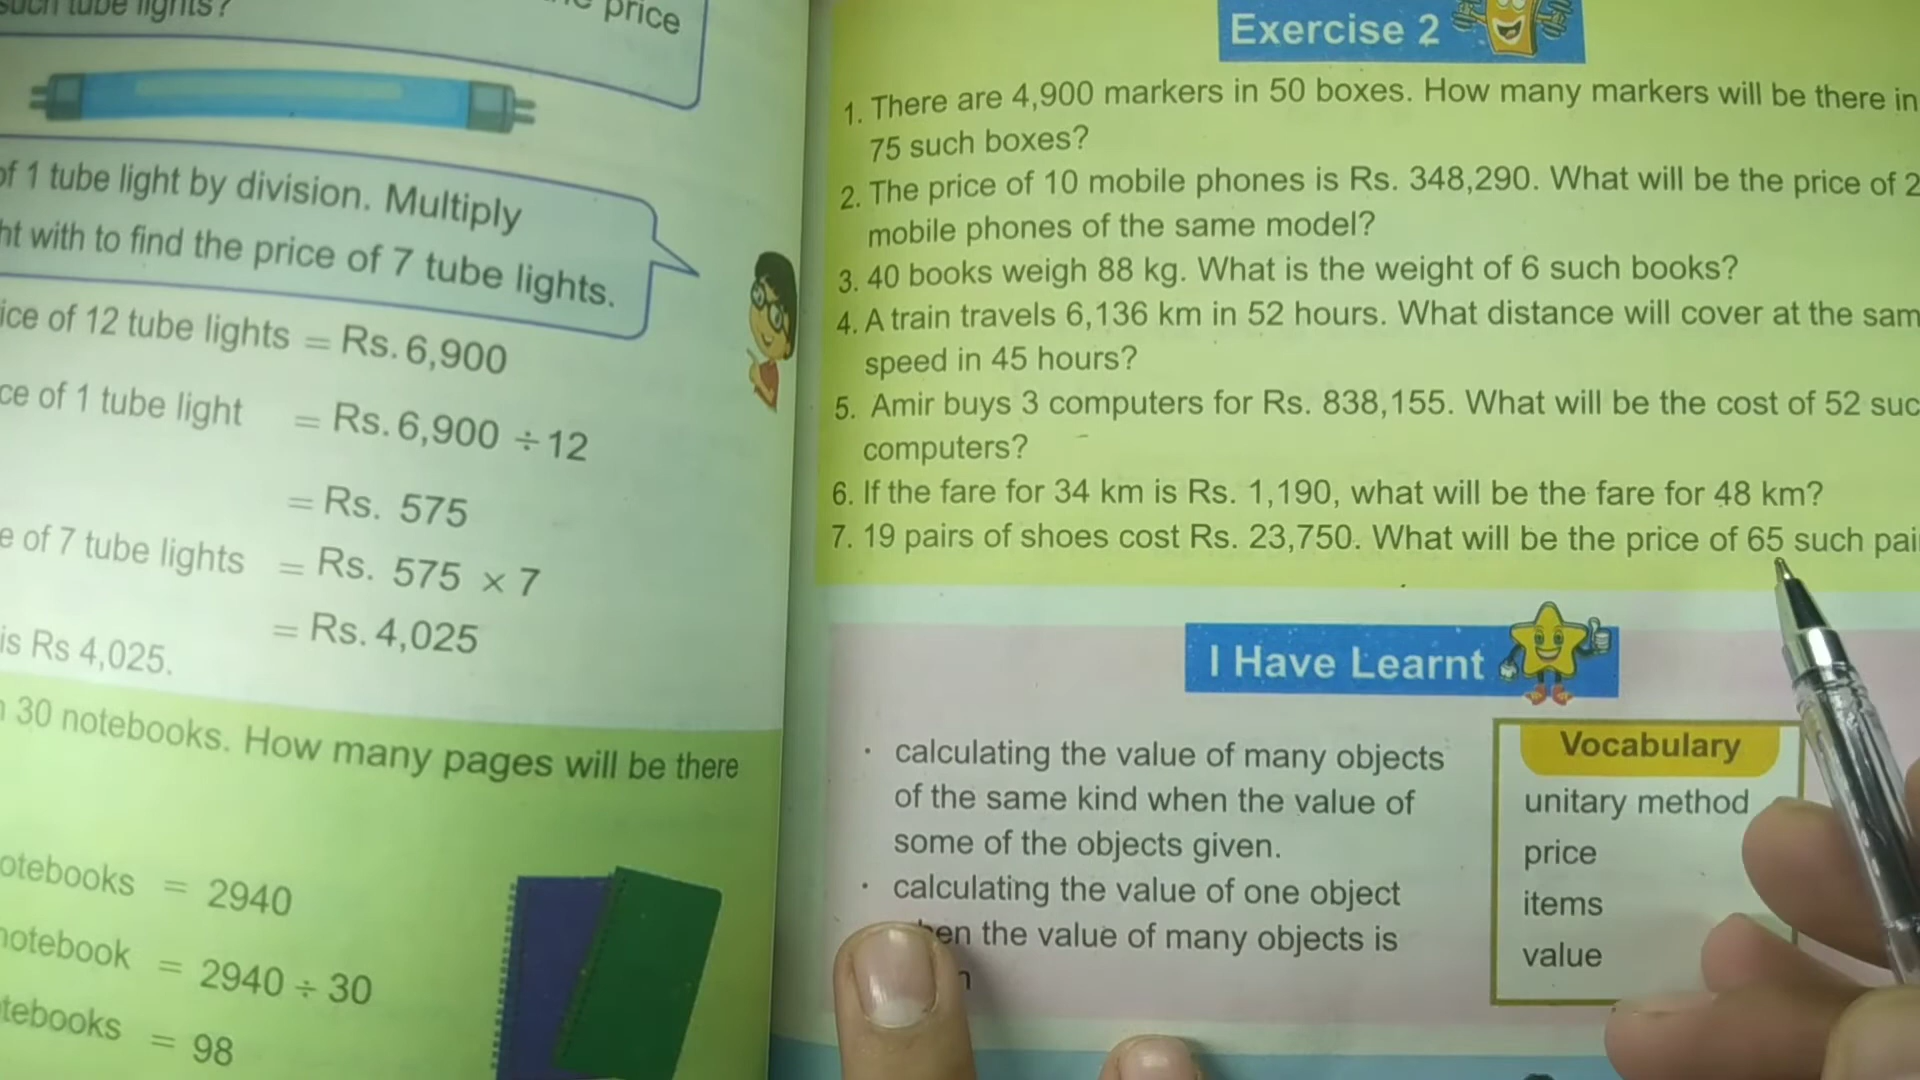 such tube lights?
price
of 1 tube light by division. Multiply
with to find the price of 7 tube lights.
of 12 tube lights = Rs. 6,900
of 1 tube light = Rs. 6,900 ÷ 12
= Rs. 575
of 7 tube lights = Rs. 575 × 7
= Rs. 4,025
is Rs 4,025.
30 notebooks. How many pages will be there
= 2940
= 2940 ÷ 30
= 98
Exercise 2
1. There are 4,900 markers in 50 boxes. How many markers will be there in
75 such boxes?
2. The price of 10 mobile phones is Rs. 348,290. What will be the price of 2
mobile phones of the same model?
3. 40 books weigh 88 kg. What is the weight of 6 such books?
4. A train travels 6,136 km in 52 hours. What distance will cover at the sam
speed in 45 hours?
5. Amir buys 3 computers for Rs. 838,155. What will be the cost of 52 suc
computers?
6. If the fare for 34 km is Rs. 1,190, what will be the fare for 48 km?
7. 19 pairs of shoes cost Rs. 23,750. What will be the price of 65 such pai
I Have Learnt
· calculating the value of many objects
of the same kind when the value of
some of the objects given.
· calculating the value of one object
the value of many objects is
Vocabulary
unitary method
price
items
value